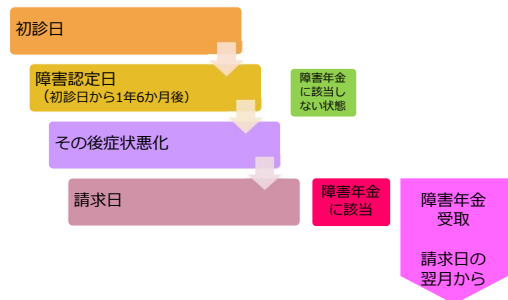 初診日
障害認定日
（初診日から1年6か月後）
障害年金
に該当し
ない状態
その後症状悪化
請求日
障害年金
に該当
障害年金
受取
請求日の
翌月から